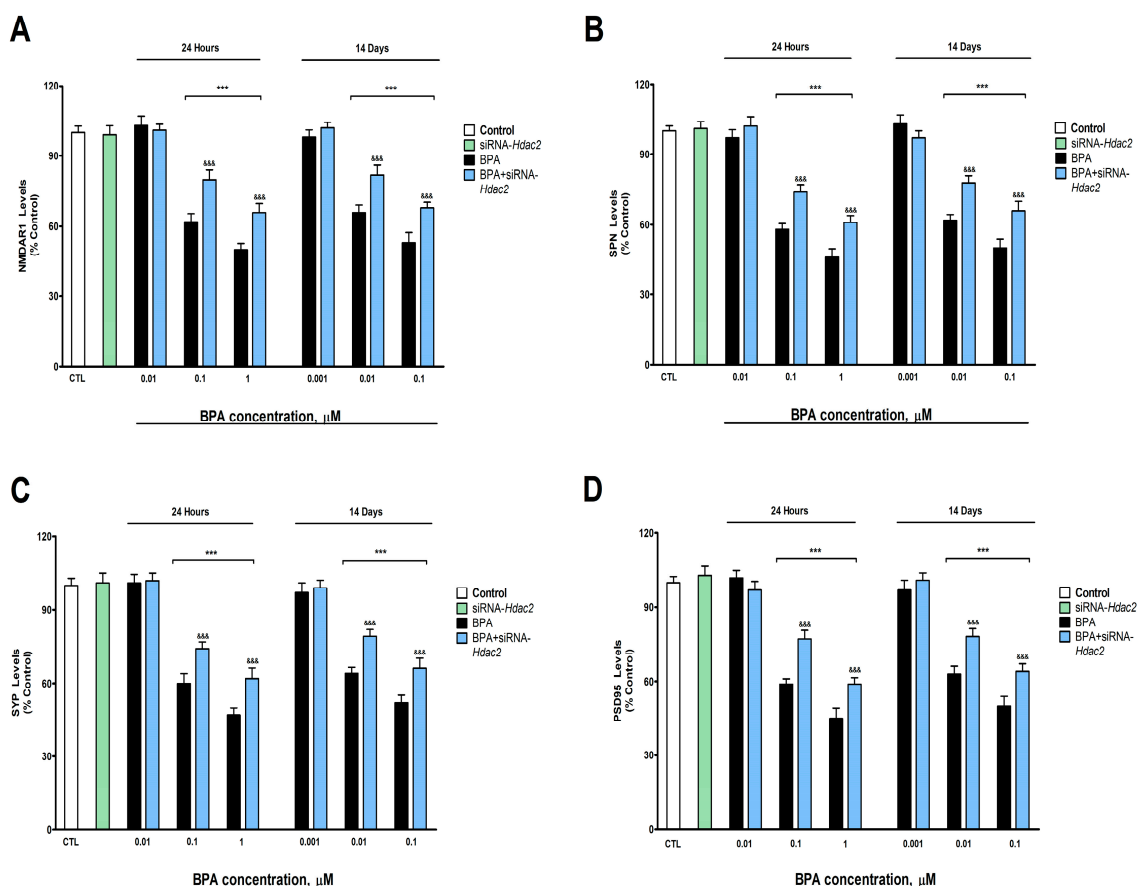 A
24 Hours
14 Days
NMDAR1 Levels
(% Control)
120
90
60
30
0
***
***
&&&
&&&
&&&
&&&
CTL
0.01
0.1
1
0.001
0.01
0.1
BPA concentration, μM
Control
siRNA-Hdac2
BPA
BPA+siRNA-
Hdac2
B
24 Hours
14 Days
SPN Levels
(% Control)
120
90
60
30
0
***
***
&&&
&&&
&&&
&&&
CTL
0.01
0.1
1
0.001
0.01
0.1
BPA concentration, μM
Control
siRNA-Hdac2
BPA
BPA+siRNA-
Hdac2
C
24 Hours
14 Days
SYP Levels
(% Control)
120
90
60
30
0
***
***
&&&
&&&
&&&
&&&
CTL
0.01
0.1
1
0.001
0.01
0.1
BPA concentration, μM
Control
siRNA-Hdac2
BPA
BPA+siRNA-
Hdac2
D
24 Hours
14 Days
PSD95 Levels
(% Control)
120
90
60
30
0
***
***
&&&
&&&
&&&
&&&
CTL
0.01
0.1
1
0.001
0.01
0.1
BPA concentration, μM
Control
siRNA-Hdac2
BPA
BPA+siRNA-
Hdac2